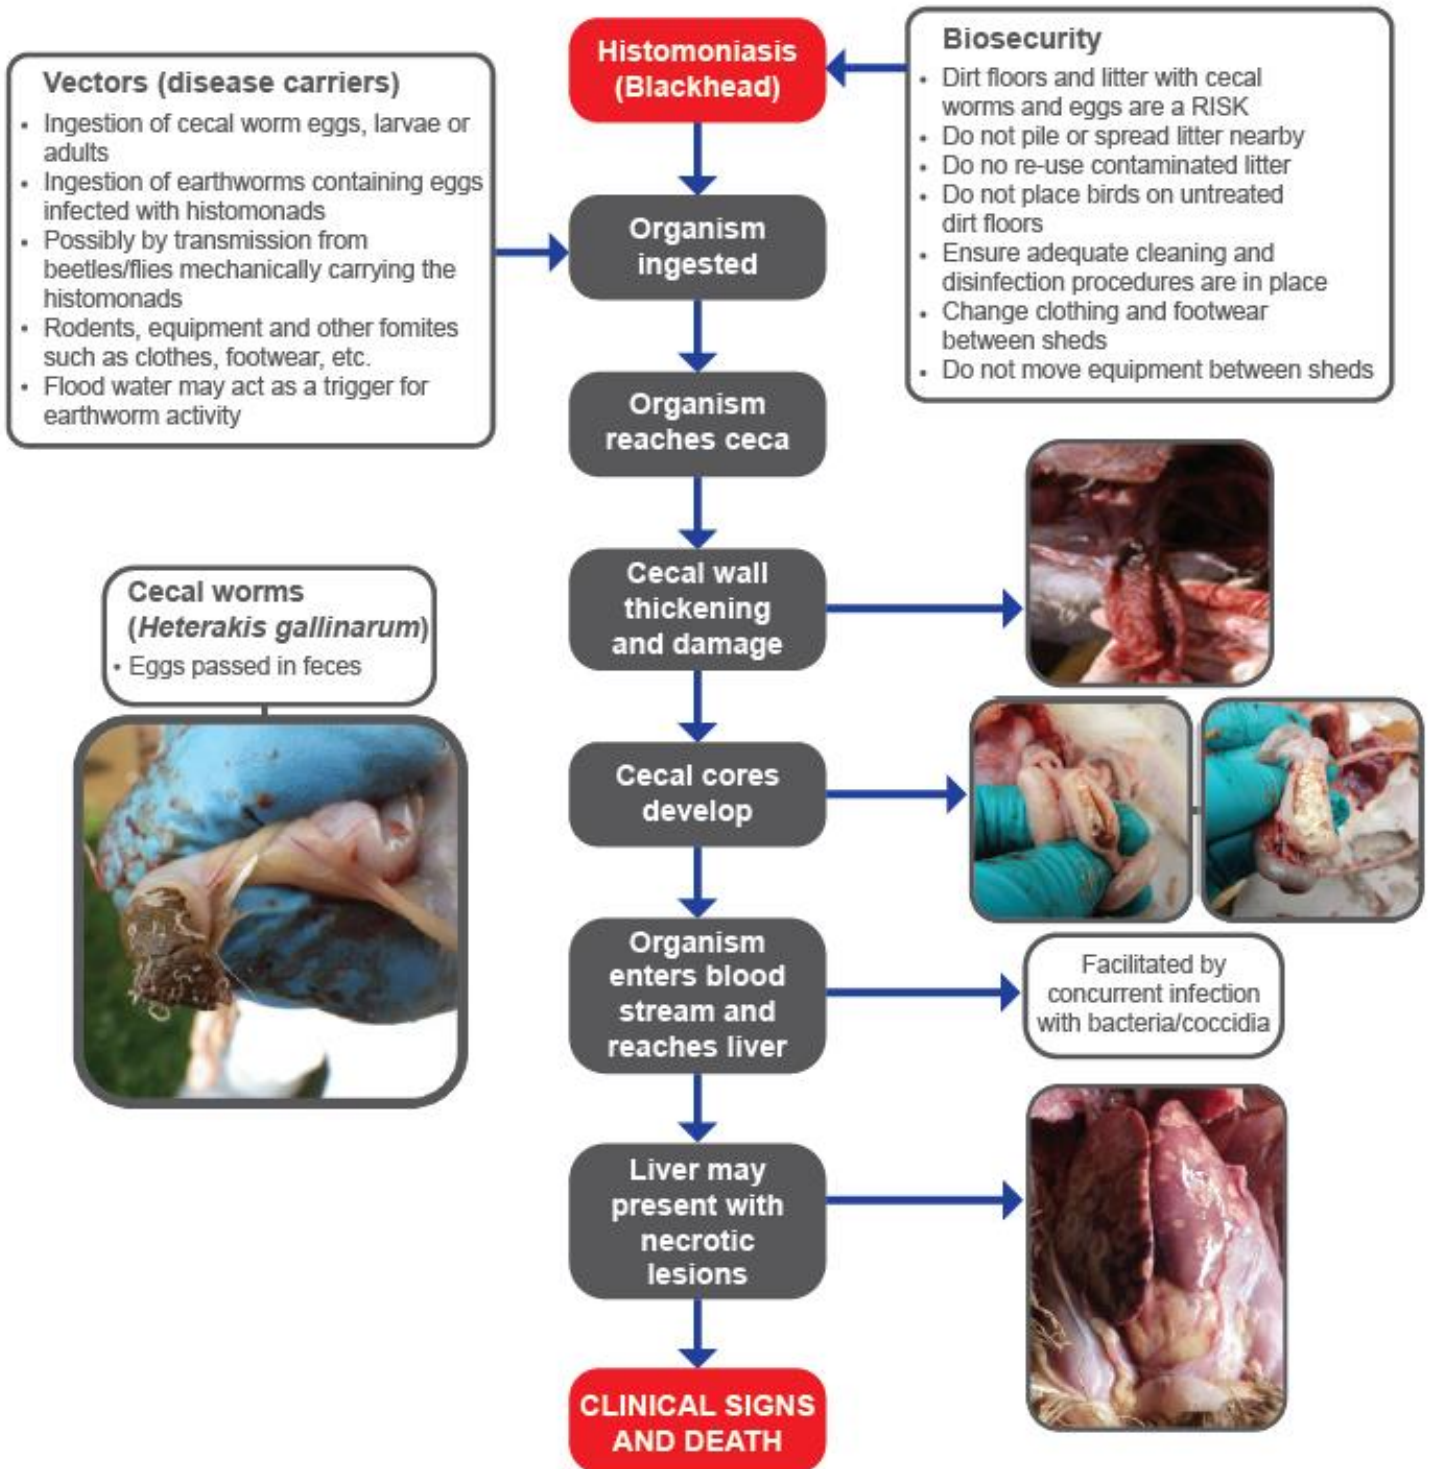 Histomoniasis
(Blackhead)
Vectors (disease carriers)
• Ingestion of cecal worm eggs, larvae or
adults
• Ingestion of earthworms containing eggs
infected with histomonads
• Possibly by transmission from
beetles/flies mechanically carrying the
histomonads
• Rodents, equipment and other fomites
such as clothes, footwear, etc.
• Flood water may act as a trigger for
earthworm activity
Biosecurity
• Dirt floors and litter with cecal
worms and eggs are a RISK
• Do not pile or spread litter nearby
• Do no re-use contaminated litter
• Do not place birds on untreated
dirt floors
• Ensure adequate cleaning and
disinfection procedures are in place
• Change clothing and footwear
between sheds
• Do not move equipment between sheds
Organism
ingested
Organism
reaches ceca
Cecal wall
thickening
and damage
Cecal worms
(Heterakis gallinarum)
• Eggs passed in feces
Cecal cores
develop
Organism
enters blood
stream and
reaches liver
Facilitated by
concurrent infection
with bacteria/coccidia
Liver may
present with
necrotic
lesions
CLINICAL SIGNS
AND DEATH